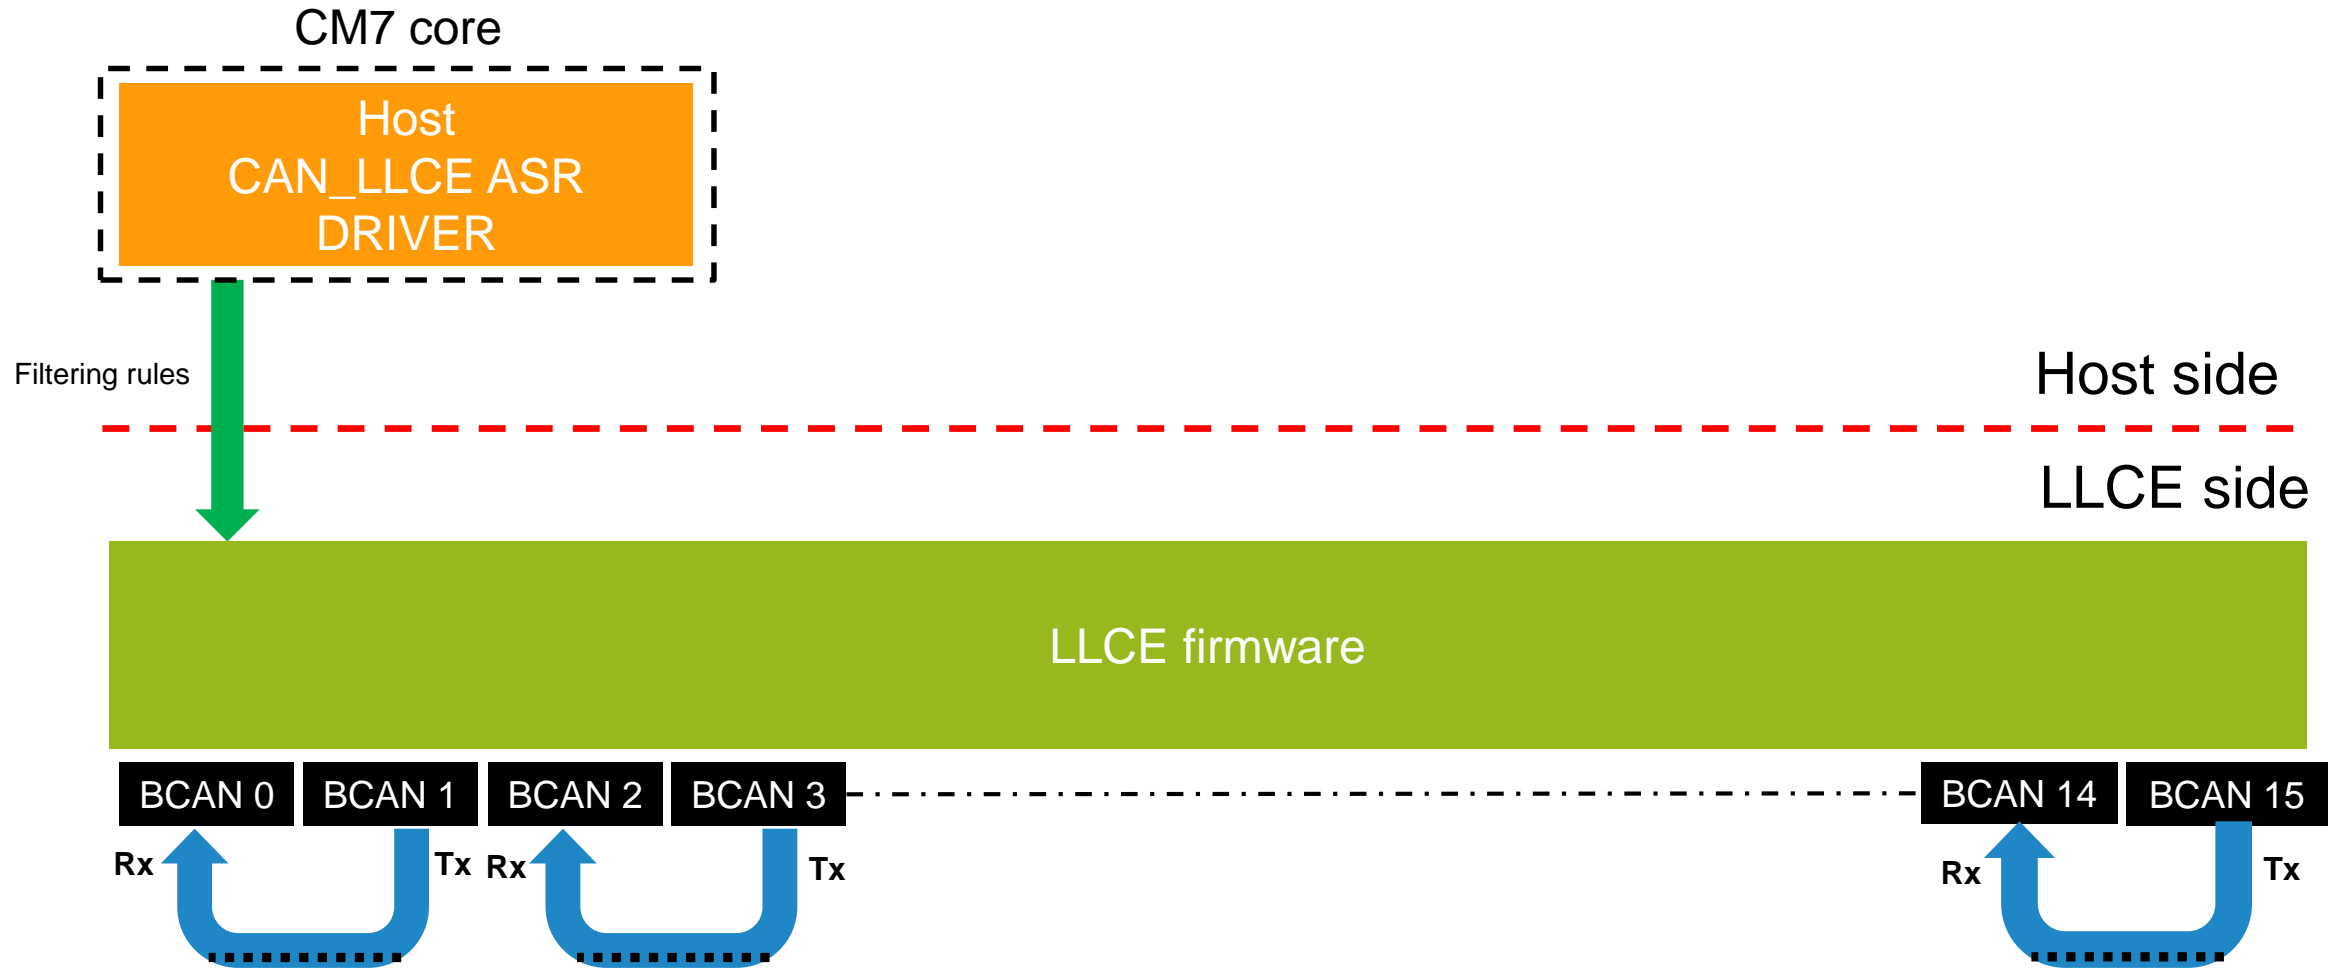 CM7 core
Host
CAN_LLCE ASR
DRIVER
Filtering rules
Host side
LLCE side
LLCE firmware
BCAN 0
BCAN 1
BCAN 2
BCAN 3
BCAN 14
BCAN 15
Rx
Tx
Rx
Tx
Rx
Tx